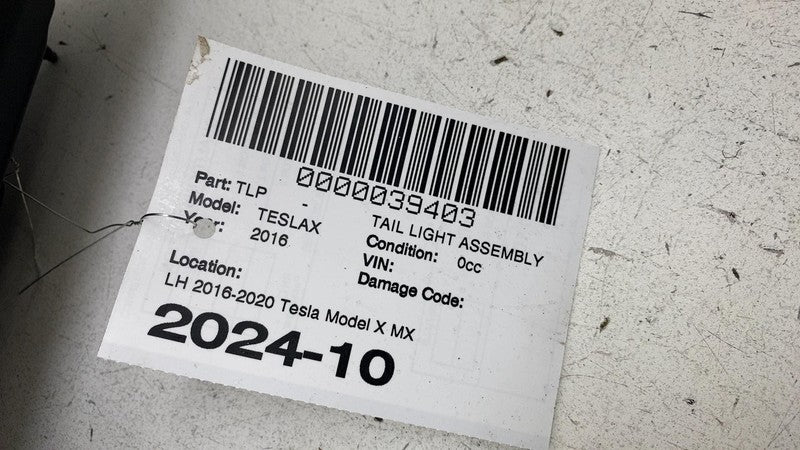 0000039403
Part: TLP - TAIL LIGHT ASSEMBLY
Model: TESLAX Condition: 0cc
Year: 2016 VIN:
Damage Code:
Location:
LH 2016-2020 Tesla Model X MX
2024-10